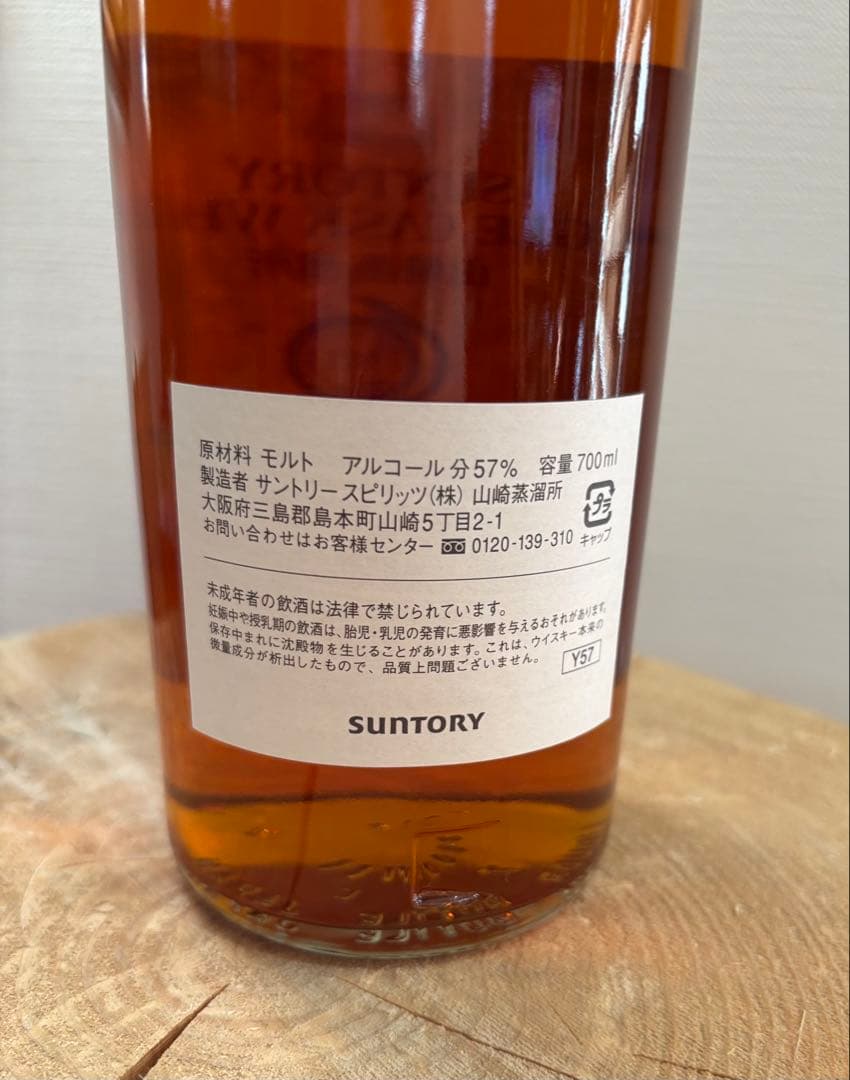 原材料 モルト アルコール分57% 容量700ml
製造者 サントリースピリッツ(株) 山崎蒸溜所
大阪府三島郡島本町山崎5丁目2-1
お問い合わせはお客様センター 0120-139-310
プラ
キャップ
未成年者の飲酒は法律で禁じられています。
妊娠中や授乳期の飲酒は、胎児・乳児の発育に悪影響を与えるおそれがあります。
保存中まれに沈殿物を生じることがあります。これは、ウイスキー本来の
微量成分が析出したもので、品質上問題ございません。
Y57
SUNTORY